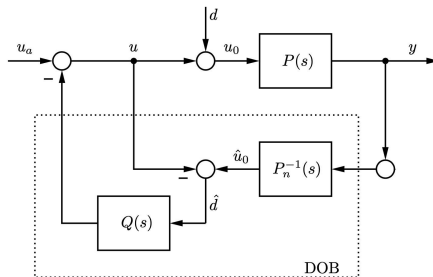 d
u_a
u
u_0
P(s)
y
−
−
û_0
P_n^{-1}(s)
d̂
Q(s)
DOB